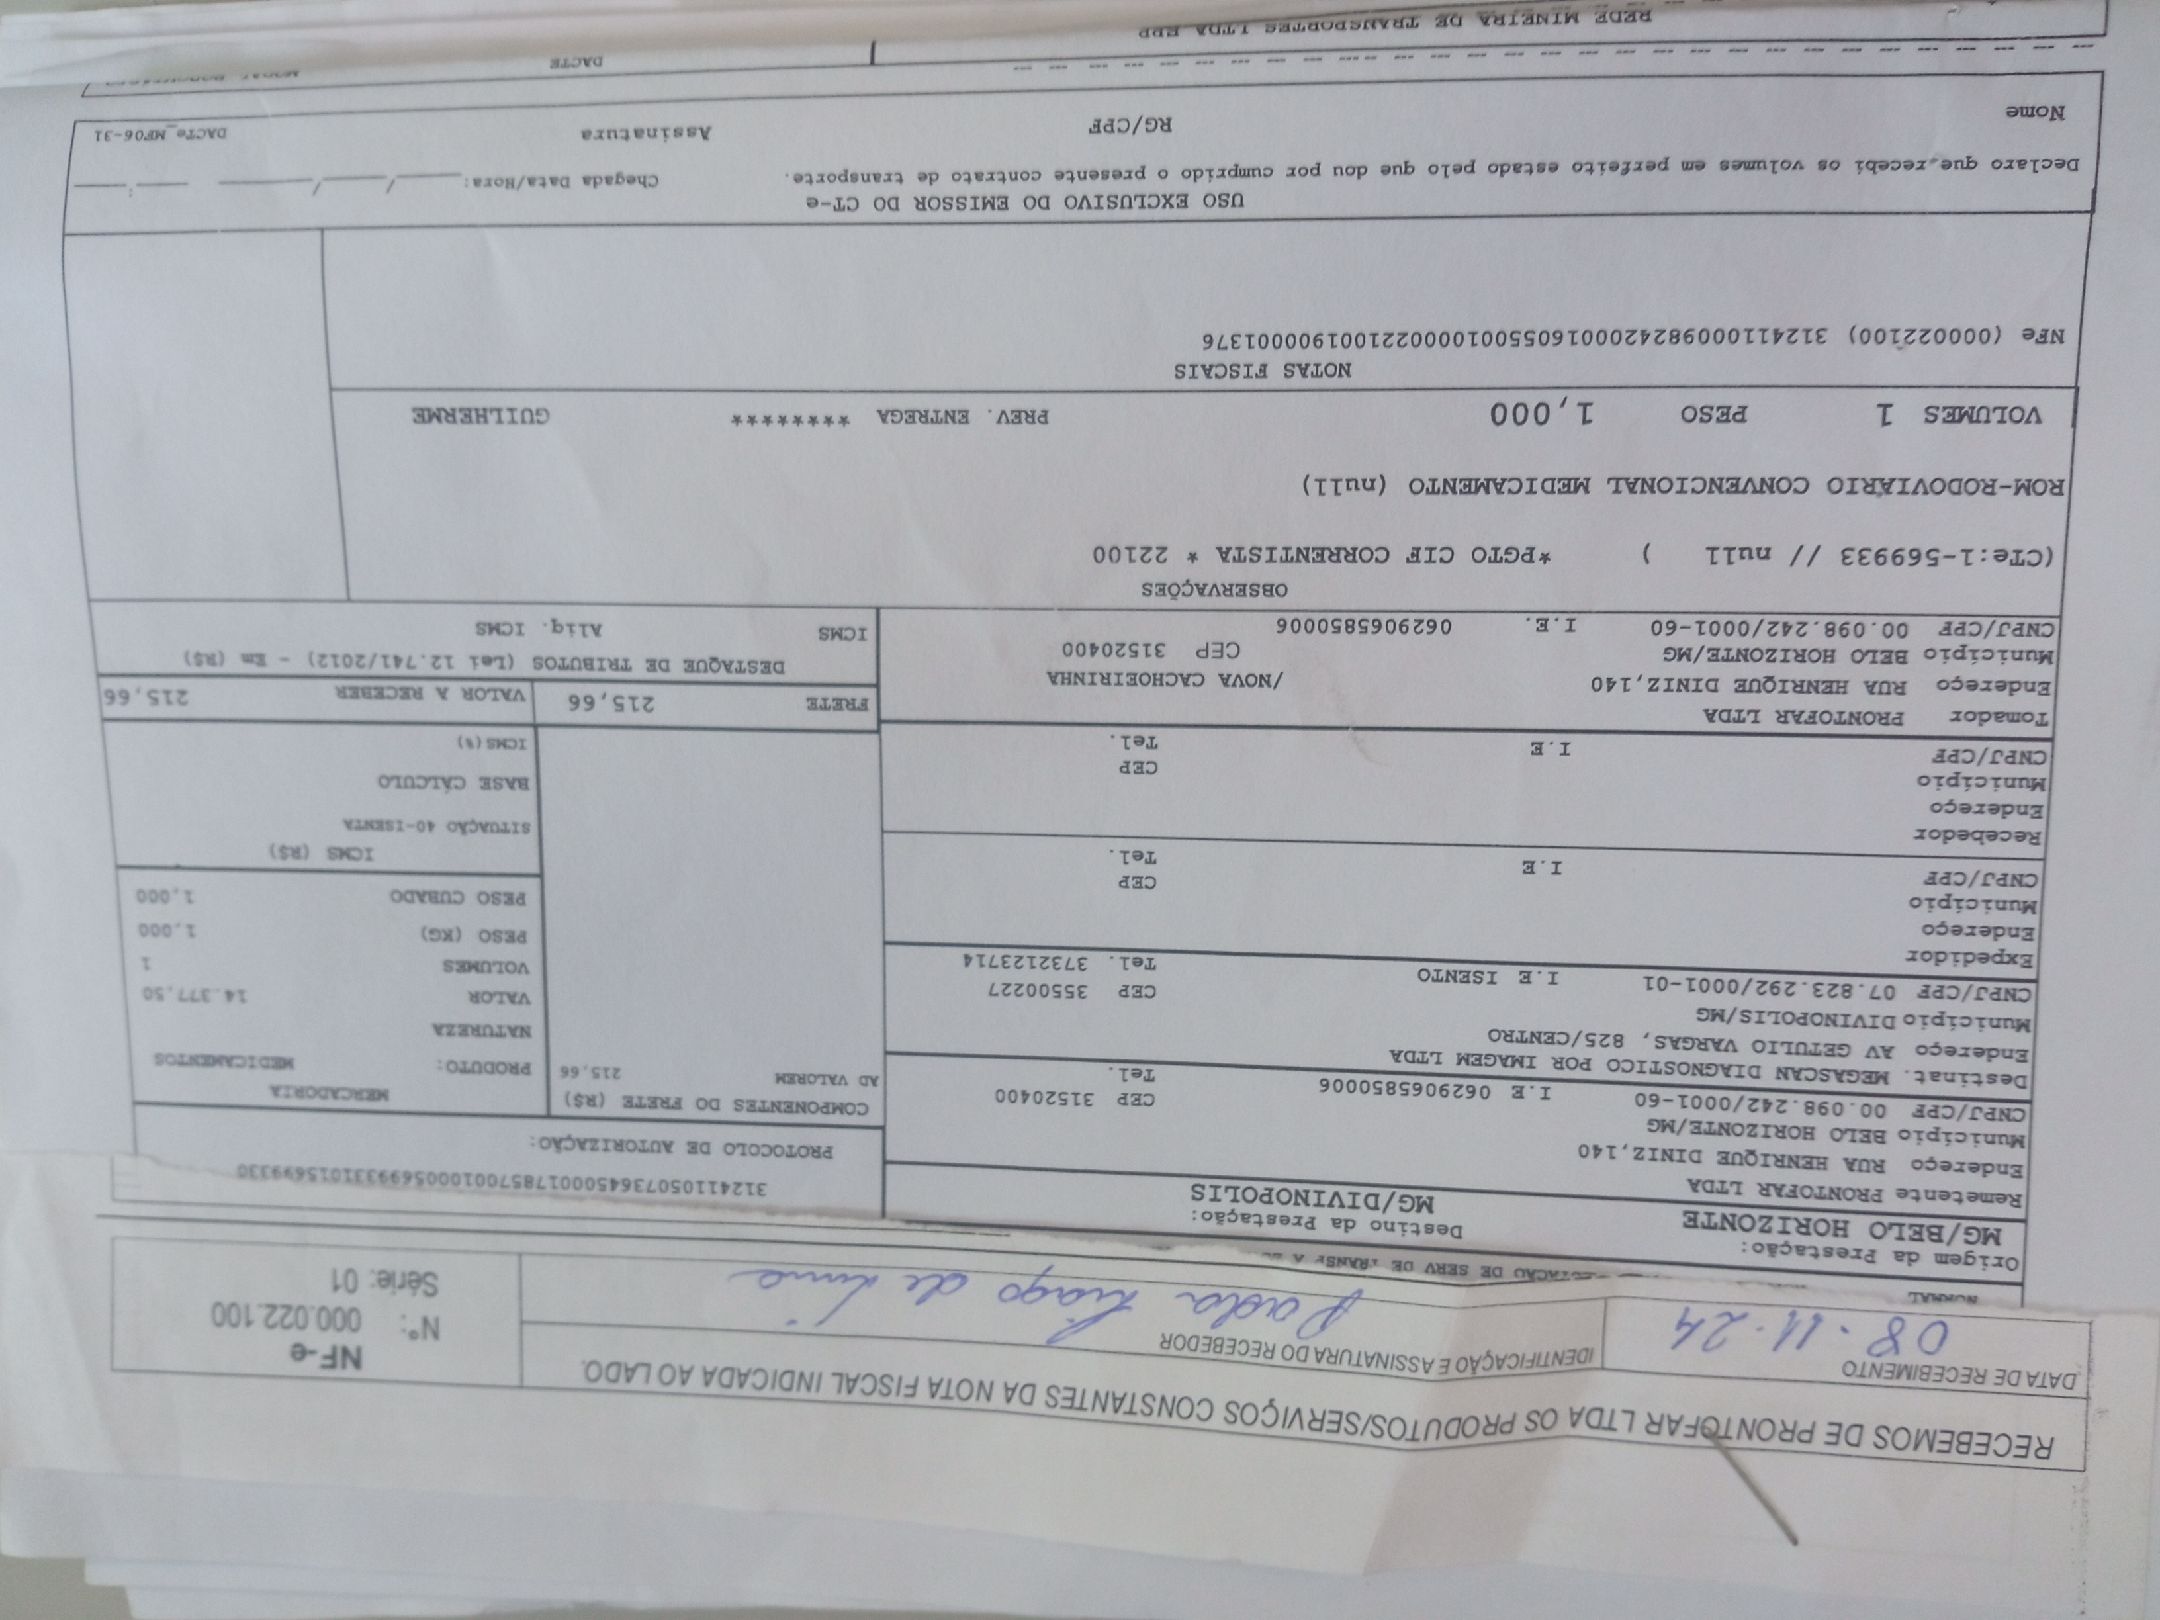 RECEBEMOS DE PRONTOFAR LTDA OS PRODUTOS/SERVIÇOS CONSTANTES DA NOTA FISCAL INDICADA AO LADO.
DATA DE RECEBIMENTO
08.11.24
IDENTIFICAÇÃO E ASSINATURA DO RECEBEDOR
de Lima
NF-e
Nº: 000.022.100
Série: 01
NORMAL
DE SERV DE TRANSP A
Origem da Prestação:
MG/BELO HORIZONTE
Destino da Prestação:
MG/DIVINOPOLIS
Remetente PRONTOFAR LTDA
Endereço RUA HENRIQUE DINIZ,140
Município BELO HORIZONTE/MG
CNPJ/CPF 00.098.242/0001-60 I.E 0629065850006 CEP 31520400
Tel.
Destinat. MEGASCAN DIAGNOSTICO POR IMAGEM LTDA
Endereço AV GETULIO VARGAS, 825/CENTRO
Município DIVINOPOLIS/MG CEP 35500227
CNPJ/CPF 07.823.292/0001-01 I.E ISENTO Tel. 3732123714
Expedidor
Endereço
Município CEP
CNPJ/CPF I.E Tel.
Recebedor
Endereço
Município CEP
CNPJ/CPF I.E Tel.
Tomador PRONTOFAR LTDA
Endereço RUA HENRIQUE DINIZ,140 /NOVA CACHOEIRINHA
Município BELO HORIZONTE/MG CEP 31520400
CNPJ/CPF 00.098.242/0001-60 I.E. 0629065850006
31241105073645000178570010005699331015699330
PROTOCOLO DE AUTORIZAÇÃO:
COMPONENTES DO FRETE (R$)
AD VALOREM 215,66
MERCADORIA
PRODUTO: MEDICAMENTOS
NATUREZA
VALOR 14.377,50
VOLUMES 1
PESO (KG) 1,000
PESO CUBADO 1,000
ICMS (R$)
SITUAÇÃO 40-ISENTA
BASE CÁLCULO
ICMS(%)
FRETE 215,66 VALOR A RECEBER 215,66
DESTAQUE DE TRIBUTOS (Lei 12.741/2012) - Em (R$)
ICMS Aliq. ICMS
OBSERVAÇÕES
(CTe:1-569933 // null ) *PGTO CIF CORRENTISTA * 22100
ROM-RODOVIÁRIO CONVENCIONAL MEDICAMENTO (null)
VOLUMES 1 PESO 1,000 PREV. ENTREGA ******** GUILHERME
NOTAS FISCAIS
NFe (000022100) 31241100098242000160550010000221001900001376
USO EXCLUSIVO DO EMISSOR DO CT-e
Declaro que,recebi os volumes em perfeito estado pelo que dou por cumprido o presente contrato de transporte. Chegada Data/Hora:____/____/______ ____:____
Nome RG/CPF Assinatura DACTe_MF06-31
DACTE
REDE MINEIRA DE TRANSPORTES LTDA EPP